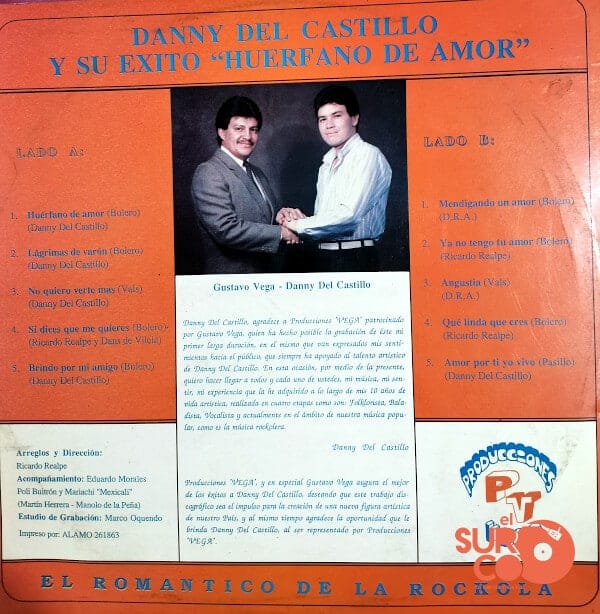 DANNY DEL CASTILLO
Y SU EXITO "HUERFANO DE AMOR"
LADO A:
1. Huérfano de amor (Bolero)
(Danny Del Castillo)
2. Lágrimas de varón (Bolero)
(Danny Del Castillo)
3. No quiero verte mas (Vals)
(Danny Del Castillo)
4. Si dices que me quieres (Bolero)
(Ricardo Realpe y Dans de Vilein)
5. Brindo por mi amigo (Bolero)
(Danny Del Castillo)
LADO B:
1. Mendigando un amor (Bolero)
(D.R.A.)
2. Ya no tengo tu amor (Bolero)
(Ricardo Realpe)
3. Angustia (Vals)
(D.R.A.)
4. Qué linda que eres (Bolero)
(Ricardo Realpe)
5. Amor por ti yo vivo (Pasillo)
(Danny Del Castillo)
Gustavo Vega - Danny Del Castillo
Danny Del Castillo, agradece a Producciones "VEGA" patrocinado
por Gustavo Vega, quien ha hecho posible la grabación de éste mi
primer larga duración, en el mismo que van expresados mis senti-
mientos hacia el público, que siempre ha apoyado al talento artístico
de Danny Del Castillo. En esta ocación, por medio de la presente,
quiero hacer llegar a todos y cada uno de ustedes, mi música, mi sen-
tir, mi experiencia que la he adquirido a lo largo de mis 10 años de
vida artística, realizada en cuatro etapas como son: Folklorista, Bala-
dista, Vocalista y actualmente en el ámbito de nuestra música popu-
lar, como es la música rockolera.
Danny Del Castillo
Producciones "VEGA", y en especial Gustavo Vega augura el mejor
de los éxitos a Danny Del Castillo, deseando que este trabajo dis-
cográfico sea el impulso para la creación de una nueva figura artística
de nuestro País, y al mismo tiempo agradece la oportunidad que le
brinda Danny Del Castillo, al ser representado por Producciones
"VEGA".
Arreglos y Dirección:
Ricardo Realpe
Acompañamiento: Eduardo Morales
Poli Buitrón y Mariachi "Mexicali"
(Martín Herrera - Manolo de la Peña)
Estudio de Grabación: Marco Oquendo
Impreso por: ALAMO 261863
PRODUCCIONES
P V
el
SURCO
EL ROMANTICO DE LA ROCKOLA